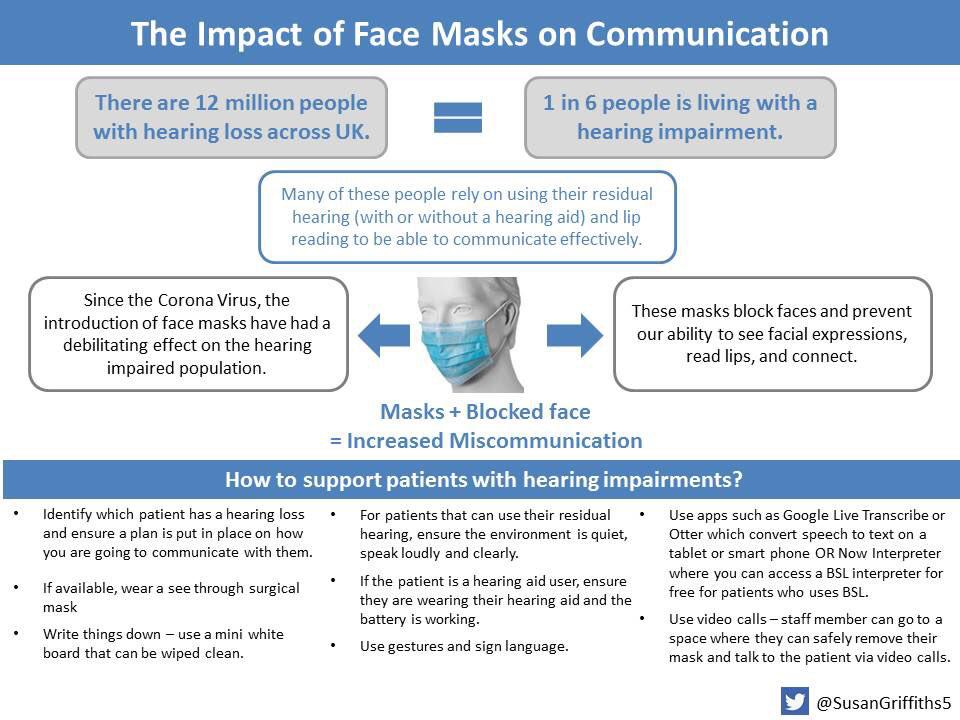 The Impact of Face Masks on Communication
There are 12 million people
with hearing loss across UK.
1 in 6 people is living with a
hearing impairment.
Many of these people rely on using their residual
hearing (with or without a hearing aid) and lip
reading to be able to communicate effectively.
Since the Corona Virus, the
introduction of face masks have had a
debilitating effect on the hearing
impaired population.
These masks block faces and prevent
our ability to see facial expressions,
read lips, and connect.
Masks + Blocked face
= Increased Miscommunication
How to support patients with hearing impairments?
• Identify which patient has a hearing loss
and ensure a plan is put in place on how
you are going to communicate with them.
• If available, wear a see through surgical
mask
• Write things down – use a mini white
board that can be wiped clean.
• For patients that can use their residual
hearing, ensure the environment is quiet,
speak loudly and clearly.
• If the patient is a hearing aid user, ensure
they are wearing their hearing aid and the
battery is working.
• Use gestures and sign language.
• Use apps such as Google Live Transcribe or
Otter which convert speech to text on a
tablet or smart phone OR Now Interpreter
where you can access a BSL interpreter for
free for patients who uses BSL.
• Use video calls – staff member can go to a
space where they can safely remove their
mask and talk to the patient via video calls.
@SusanGriffiths5